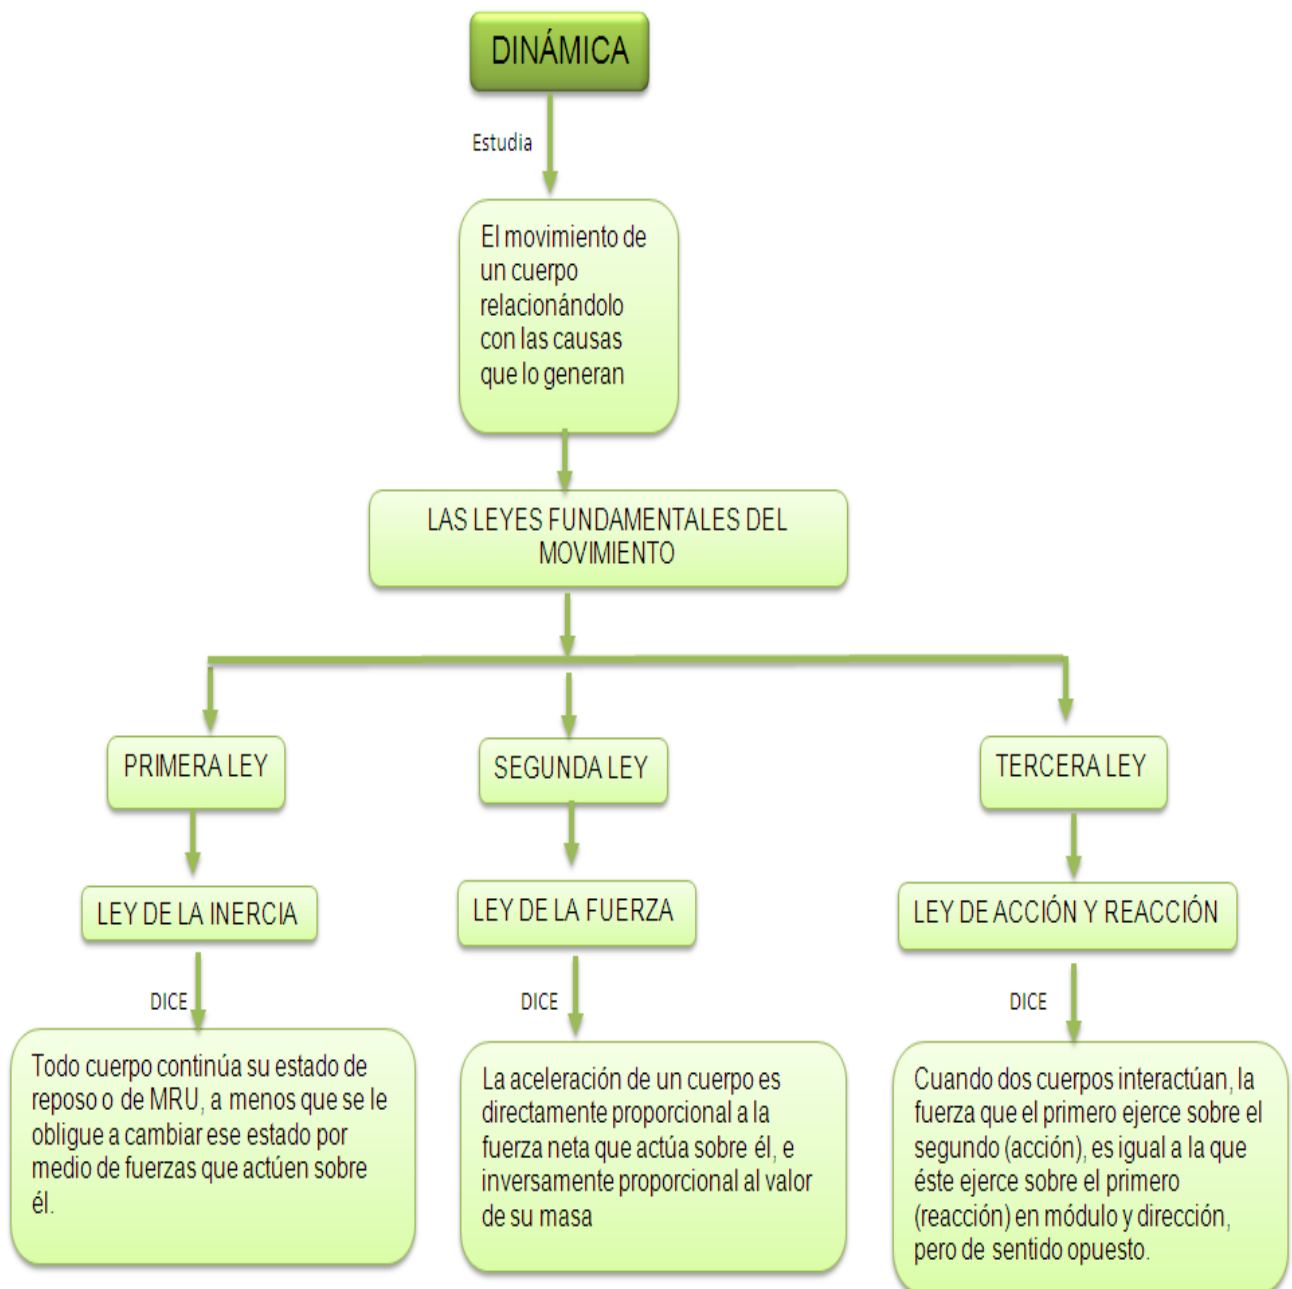 DINÁMICA
Estudia
El movimiento de
un cuerpo
relacionándolo
con las causas
que lo generan
LAS LEYES FUNDAMENTALES DEL
MOVIMIENTO
PRIMERA LEY
SEGUNDA LEY
TERCERA LEY
LEY DE LA INERCIA
LEY DE LA FUERZA
LEY DE ACCIÓN Y REACCIÓN
DICE
DICE
DICE
Todo cuerpo continúa su estado de
reposo o de MRU, a menos que se le
obligue a cambiar ese estado por
medio de fuerzas que actúen sobre
él.
La aceleración de un cuerpo es
directamente proporcional a la
fuerza neta que actúa sobre él, e
inversamente proporcional al valor
de su masa
Cuando dos cuerpos interactúan, la
fuerza que el primero ejerce sobre el
segundo (acción), es igual a la que
éste ejerce sobre el primero
(reacción) en módulo y dirección,
pero de sentido opuesto.